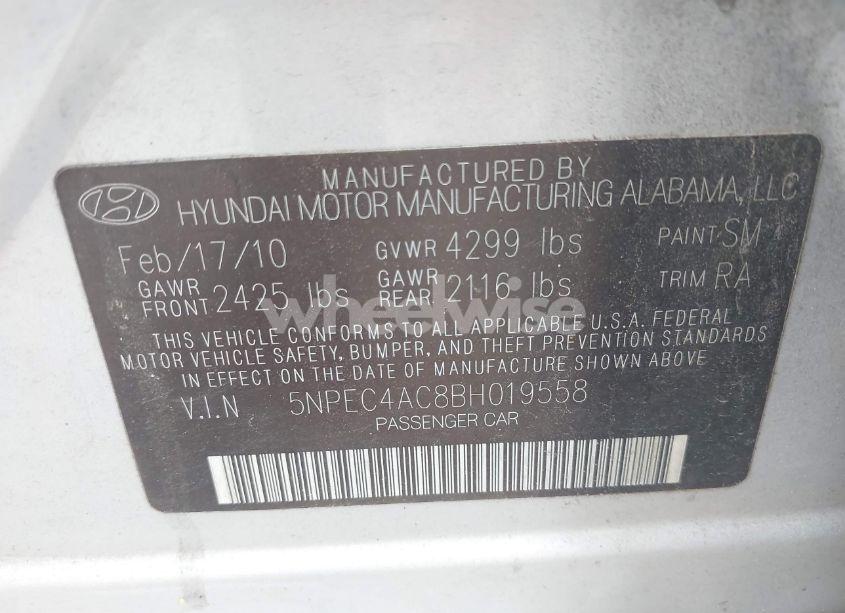 MANUFACTURED BY
HYUNDAI MOTOR MANUFACTURING ALABAMA, LLC
Feb/17/10 GVWR 4299 lbs PAINT SM
GAWR FRONT 2425 lbs GAWR REAR 2116 lbs TRIM RA
wheelwise
THIS VEHICLE CONFORMS TO ALL APPLICABLE U.S.A. FEDERAL
MOTOR VEHICLE SAFETY, BUMPER, AND THEFT PREVENTION STANDARDS
IN EFFECT ON THE DATE OF MANUFACTURE SHOWN ABOVE
V.I.N 5NPEC4AC8BH019558
PASSENGER CAR